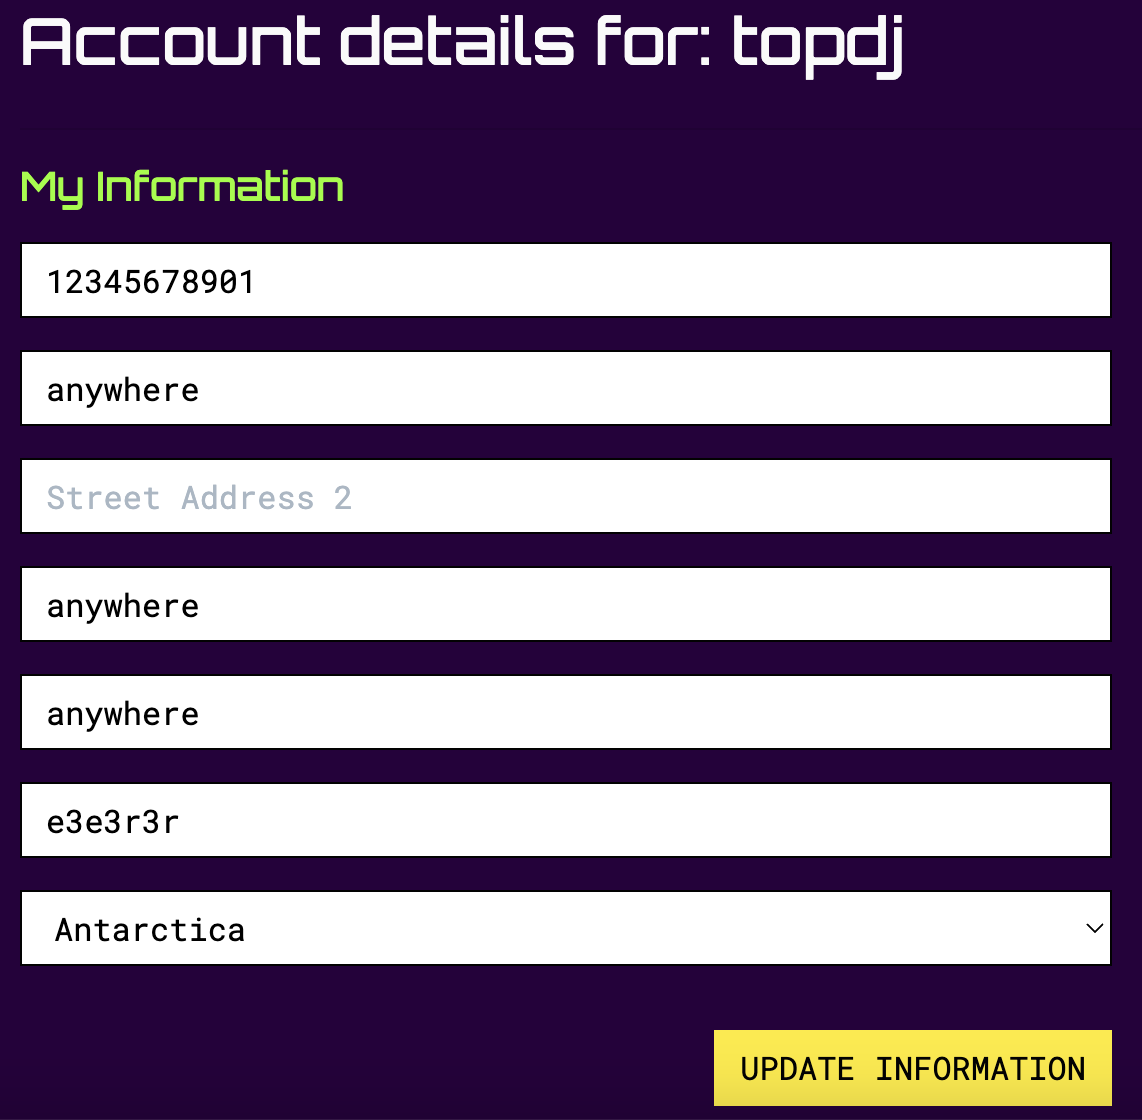 Account details for: topdj
My Information
12345678901
anywhere
Street Address 2
anywhere
anywhere
e3e3r3r
Antarctica
UPDATE INFORMATION